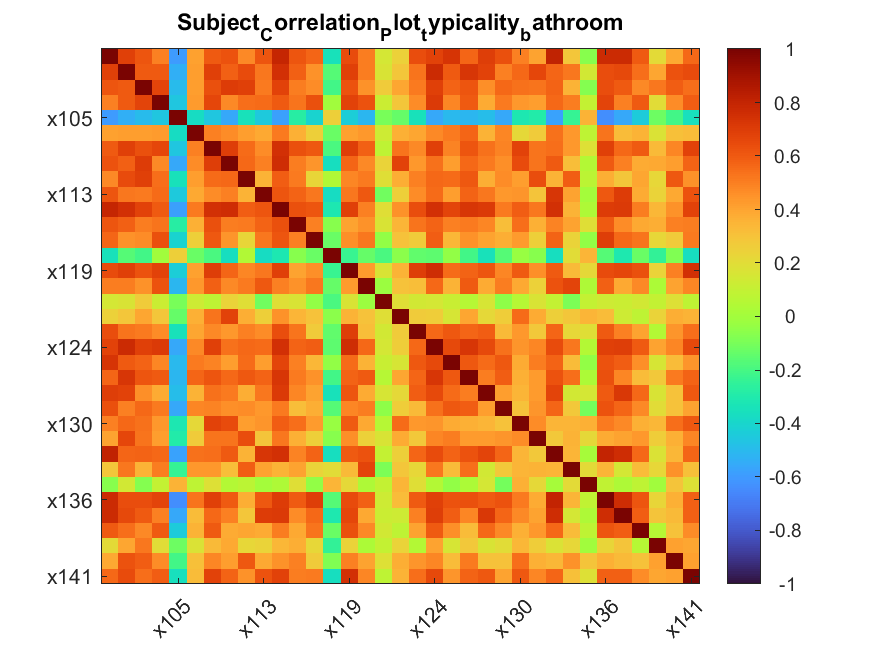 Subject_Correlation_Plot_typicality_bathroom
x105
x113
x119
x124
x130
x136
x141
x105
x113
x119
x124
x130
x136
x141
1
0.8
0.6
0.4
0.2
0
-0.2
-0.4
-0.6
-0.8
-1